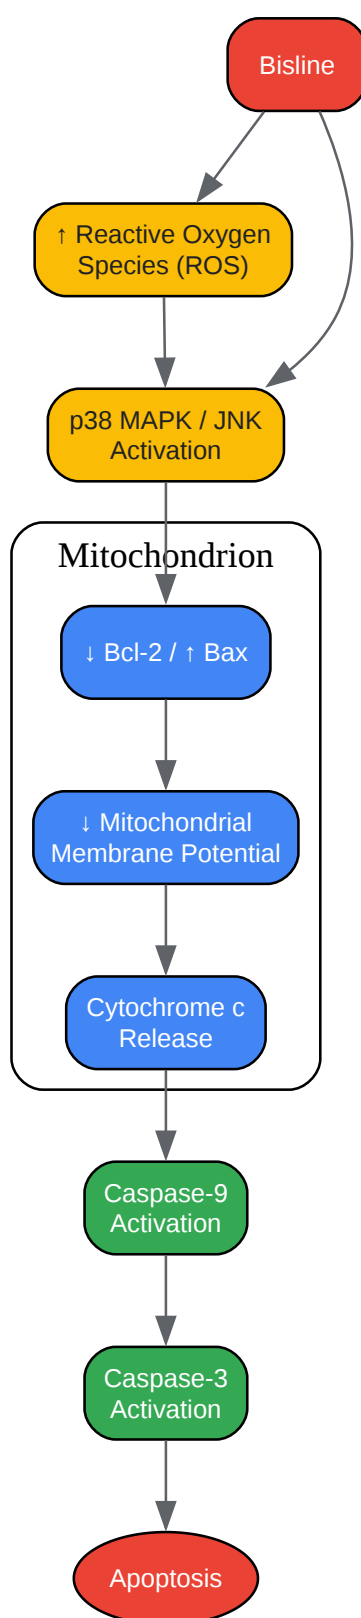 Bisline
↑ Reactive Oxygen
Species (ROS)
p38 MAPK / JNK
Activation
Mitochondrion
↓ Bcl-2 / ↑ Bax
↓ Mitochondrial
Membrane Potential
Cytochrome c
Release
Caspase-9
Activation
Caspase-3
Activation
Apoptosis